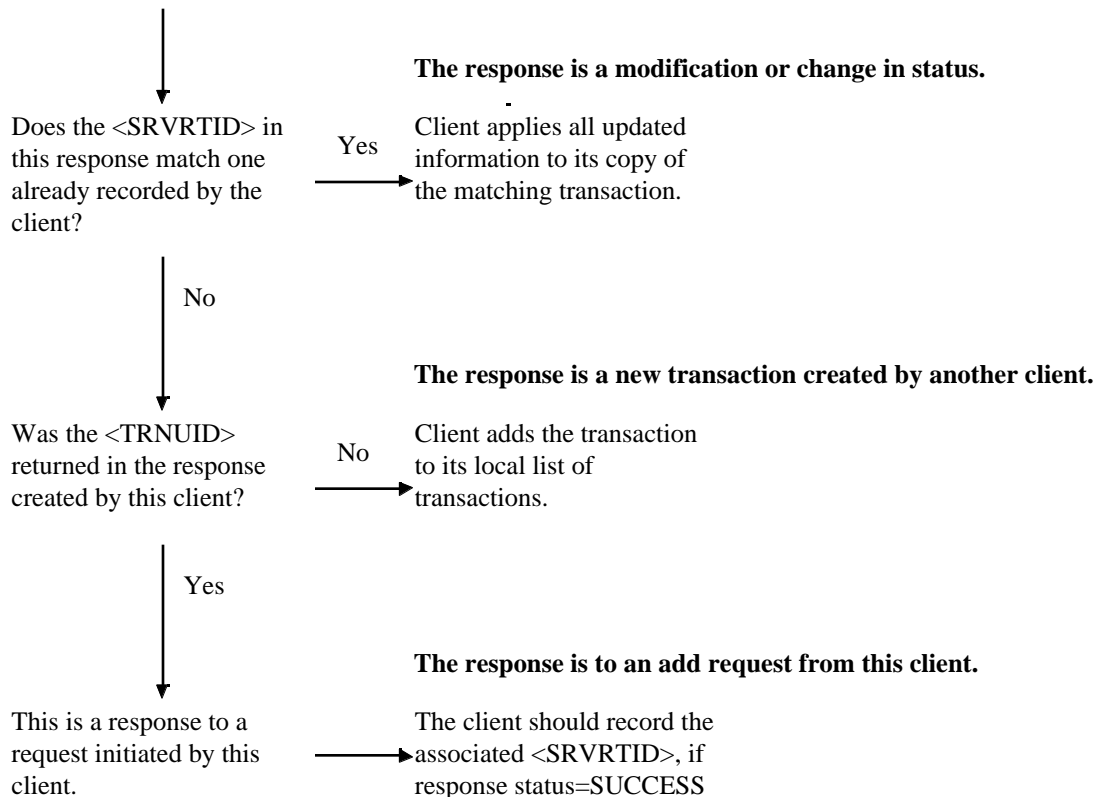 The response is a modification or change in status.
Does the <SRVRTID> in
this response match one
already recorded by the
client?
Yes
Client applies all updated
information to its copy of
the matching transaction.
No
The response is a new transaction created by another client.
Was the <TRNUID>
returned in the response
created by this client?
No
Client adds the transaction
to its local list of
transactions.
Yes
The response is to an add request from this client.
This is a response to a
request initiated by this
client.
The client should record the
associated <SRVRTID>, if
response status=SUCCESS